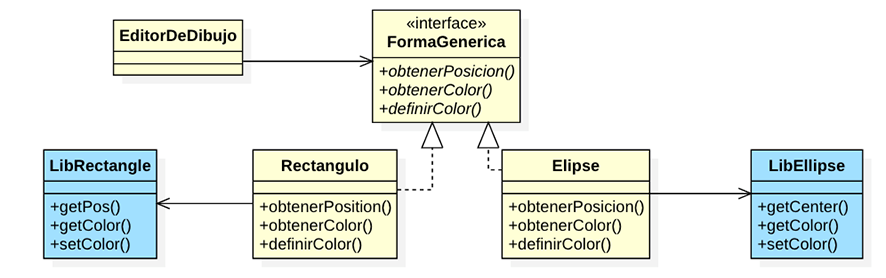 EditorDeDibujo
«interface»
FormaGenerica
+obtenerPosicion()
+obtenerColor()
+definirColor()
LibRectangle
+getPos()
+getColor()
+setColor()
Rectangulo
+obtenerPosition()
+obtenerColor()
+definirColor()
Elipse
+obtenerPosicion()
+obtenerColor()
+definirColor()
LibEllipse
+getCenter()
+getColor()
+setColor()